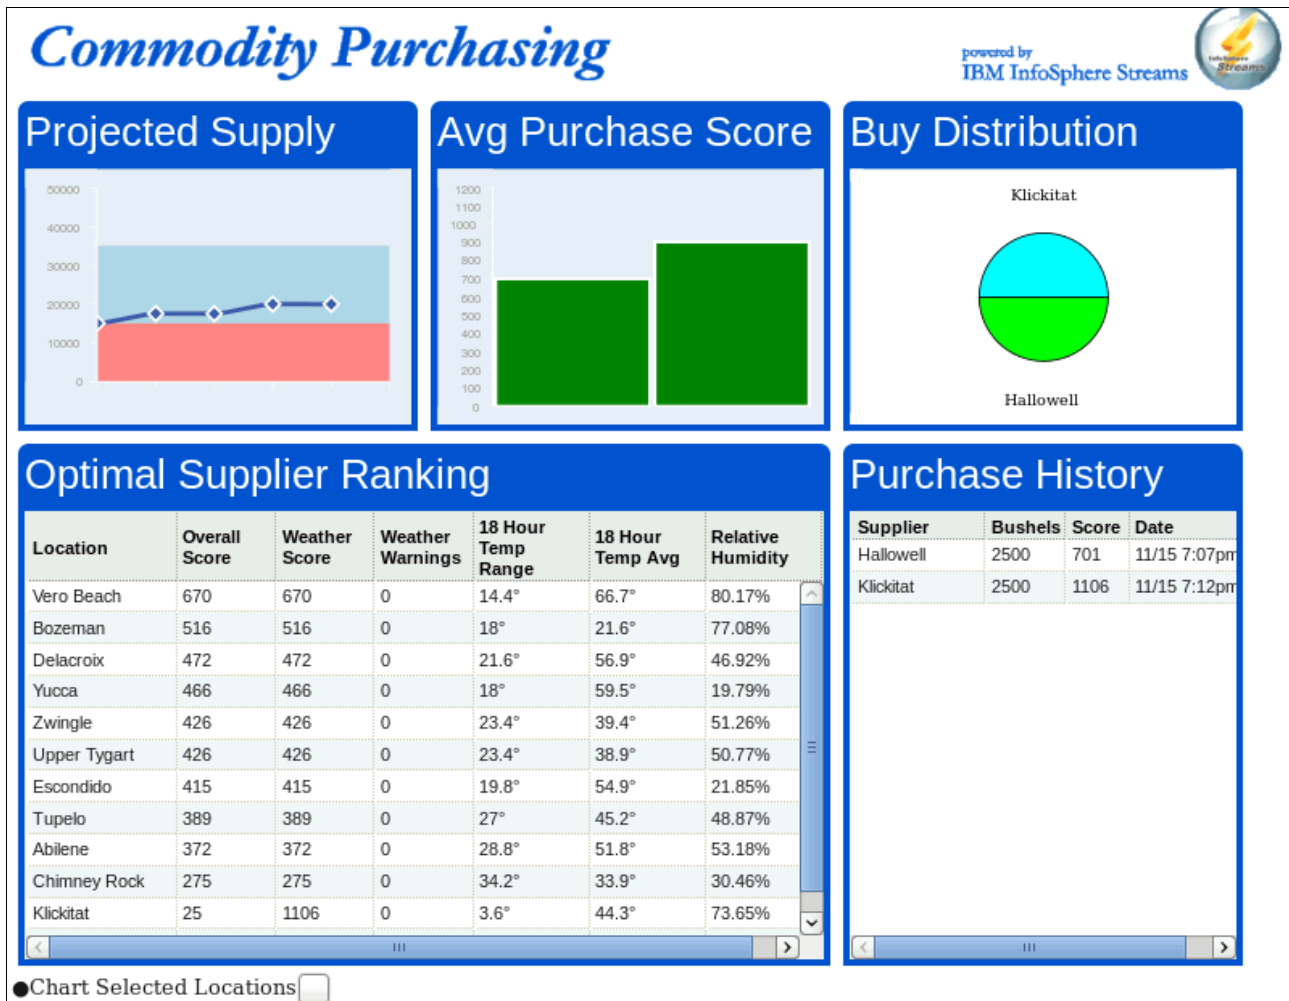 Commodity Purchasing
powered by
IBM InfoSphere Streams
InfoSphere
Streams
Projected Supply
50000
40000
30000
20000
10000
0
Avg Purchase Score
1200
1100
1000
900
800
700
600
500
400
300
200
100
0
Buy Distribution
Klickitat
Hallowell
Optimal Supplier Ranking
Location Overall Score Weather Score Weather Warnings 18 Hour Temp Range 18 Hour Temp Avg Relative Humidity
Vero Beach 670 670 0 14.4° 66.7° 80.17%
Bozeman 516 516 0 18° 21.6° 77.08%
Delacroix 472 472 0 21.6° 56.9° 46.92%
Yucca 466 466 0 18° 59.5° 19.79%
Zwingle 426 426 0 23.4° 39.4° 51.26%
Upper Tygart 426 426 0 23.4° 38.9° 50.77%
Escondido 415 415 0 19.8° 54.9° 21.85%
Tupelo 389 389 0 27° 45.2° 48.87%
Abilene 372 372 0 28.8° 51.8° 53.18%
Chimney Rock 275 275 0 34.2° 33.9° 30.46%
Klickitat 25 1106 0 3.6° 44.3° 73.65%
Purchase History
Supplier Bushels Score Date
Hallowell 2500 701 11/15 7:07pm
Klickitat 2500 1106 11/15 7:12pm
●Chart Selected Locations